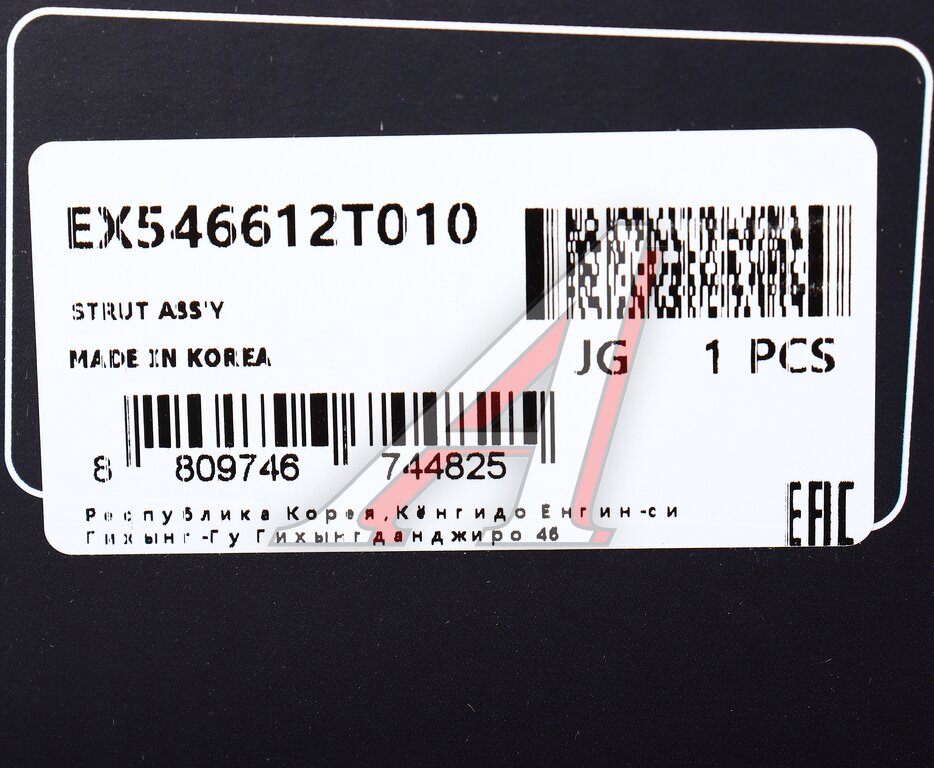 EX546612T010
STRUT ASS'Y
MADE IN KOREA
JG 1 PCS
8 809746 744825
Республика Корея, Кёнгидо Ёнгин-си
Гихынг-Гу Гихынгданджиро 46
EAC